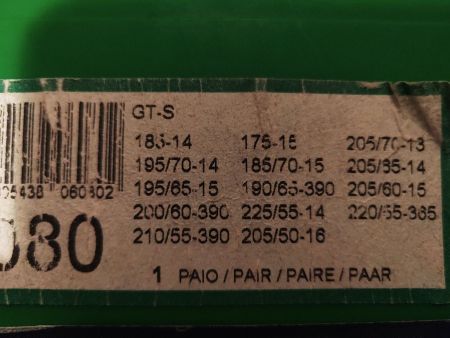 GT-S
185-14 175-15 205/70-13
195/70-14 185/70-15 205/65-14
195/65-15 190/65-390 205/60-15
200/60-390 225/55-14 220/55-365
210/55-390 205/50-16
060802
080
1 PAIO / PAIR / PAIRE / PAAR